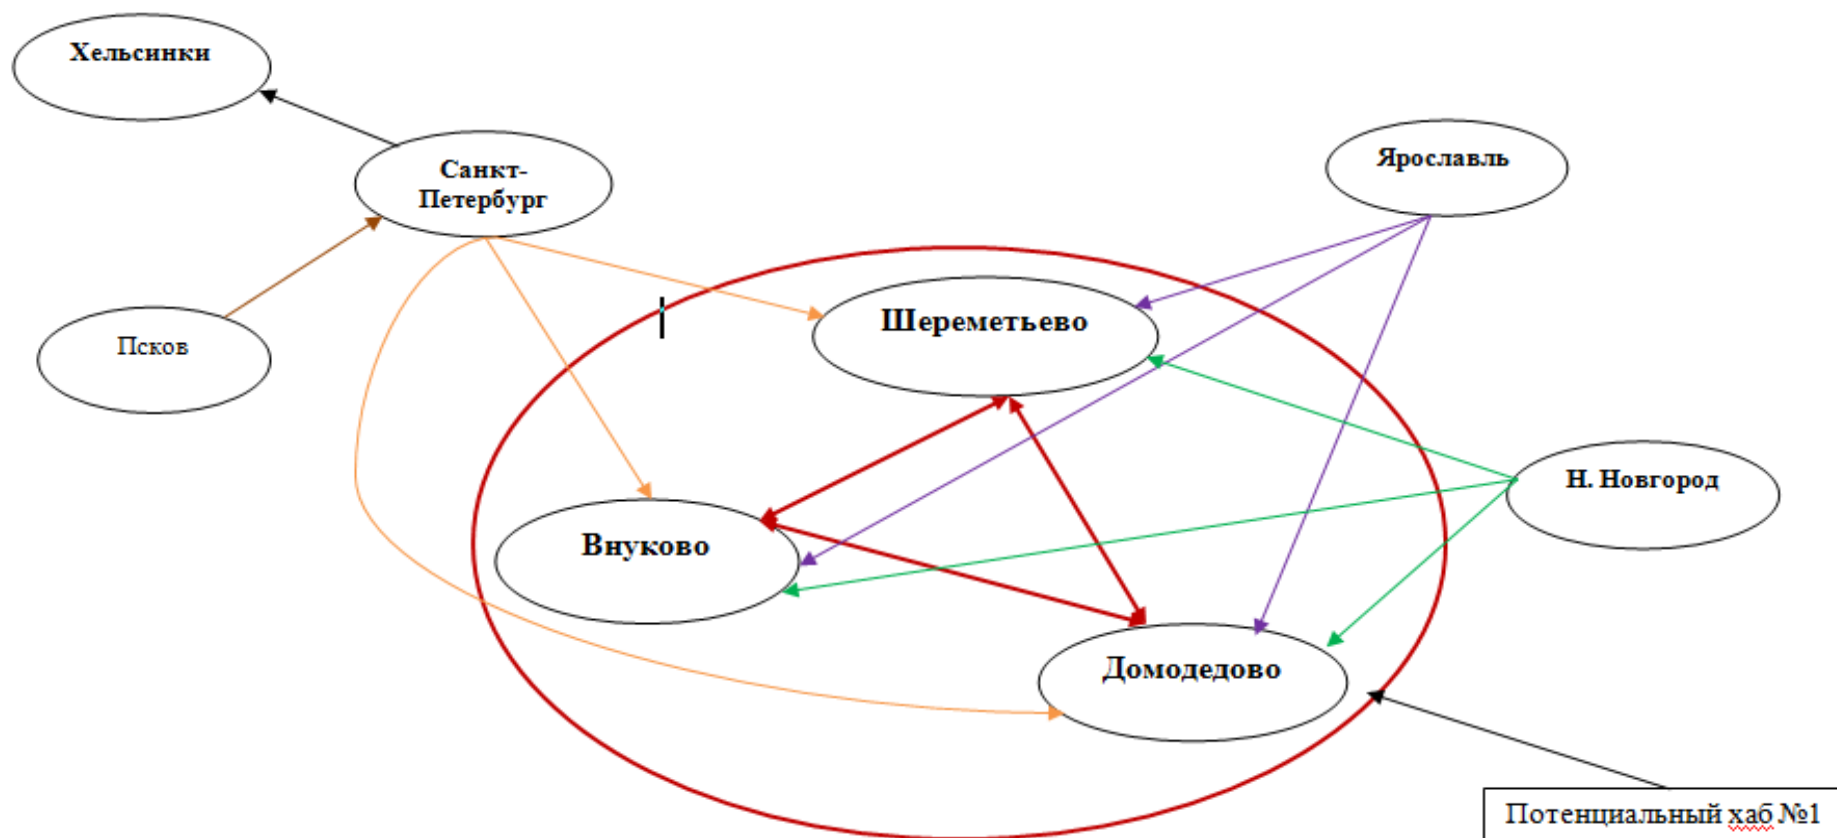 Хельсинки
Санкт-
Петербург
Ярославль
Псков
Шереметьево
Н. Новгород
Внуково
Домодедово
Потенциальный хаб №1